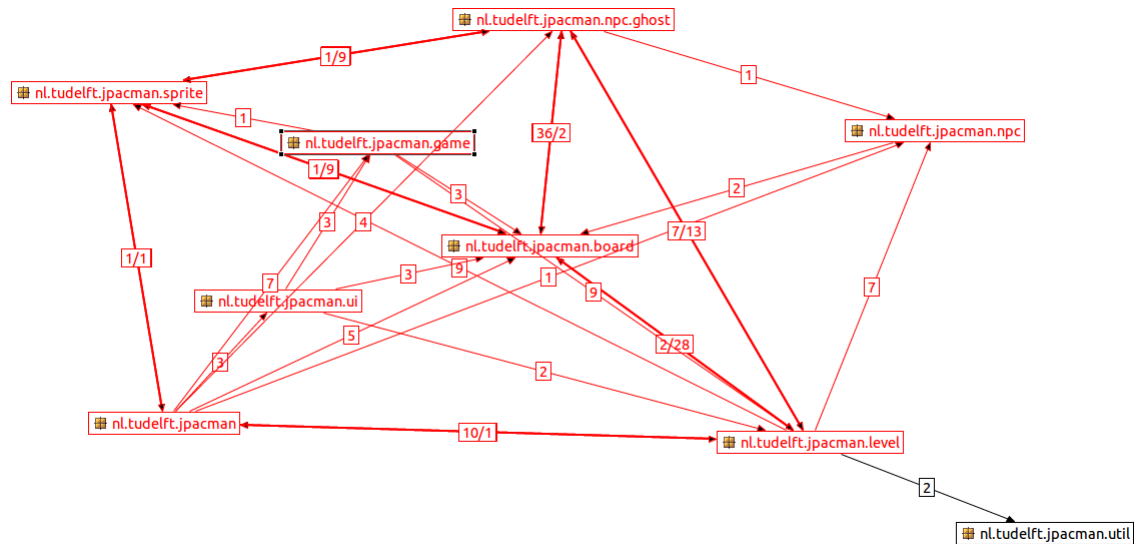 nl.tudelft.jpacman.npc.ghost
1/9
1
nl.tudelft.jpacman.sprite
1
nl.tudelft.jpacman.game
36/2
nl.tudelft.jpacman.npc
1/9
3
2
3
4
7/13
nl.tudelft.jpacman.board
1/1
3
9
1
7
9
7
nl.tudelft.jpacman.ui
5
2/28
3
2
nl.tudelft.jpacman
10/1
nl.tudelft.jpacman.level
2
nl.tudelft.jpacman.util